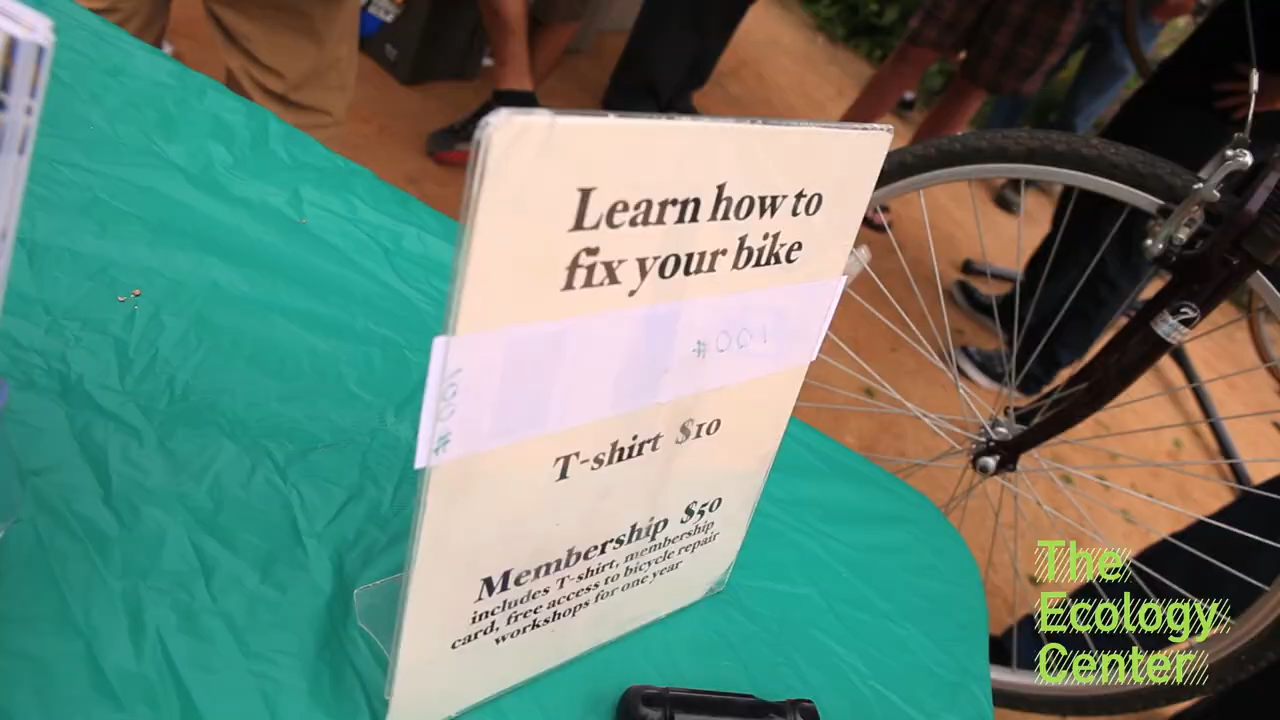 Learn how to
fix your bike
#001
#001
T-shirt $10
Membership $50
includes T-shirt, membership
card, free access to bicycle repair
workshops for one year
The
Ecology
Center